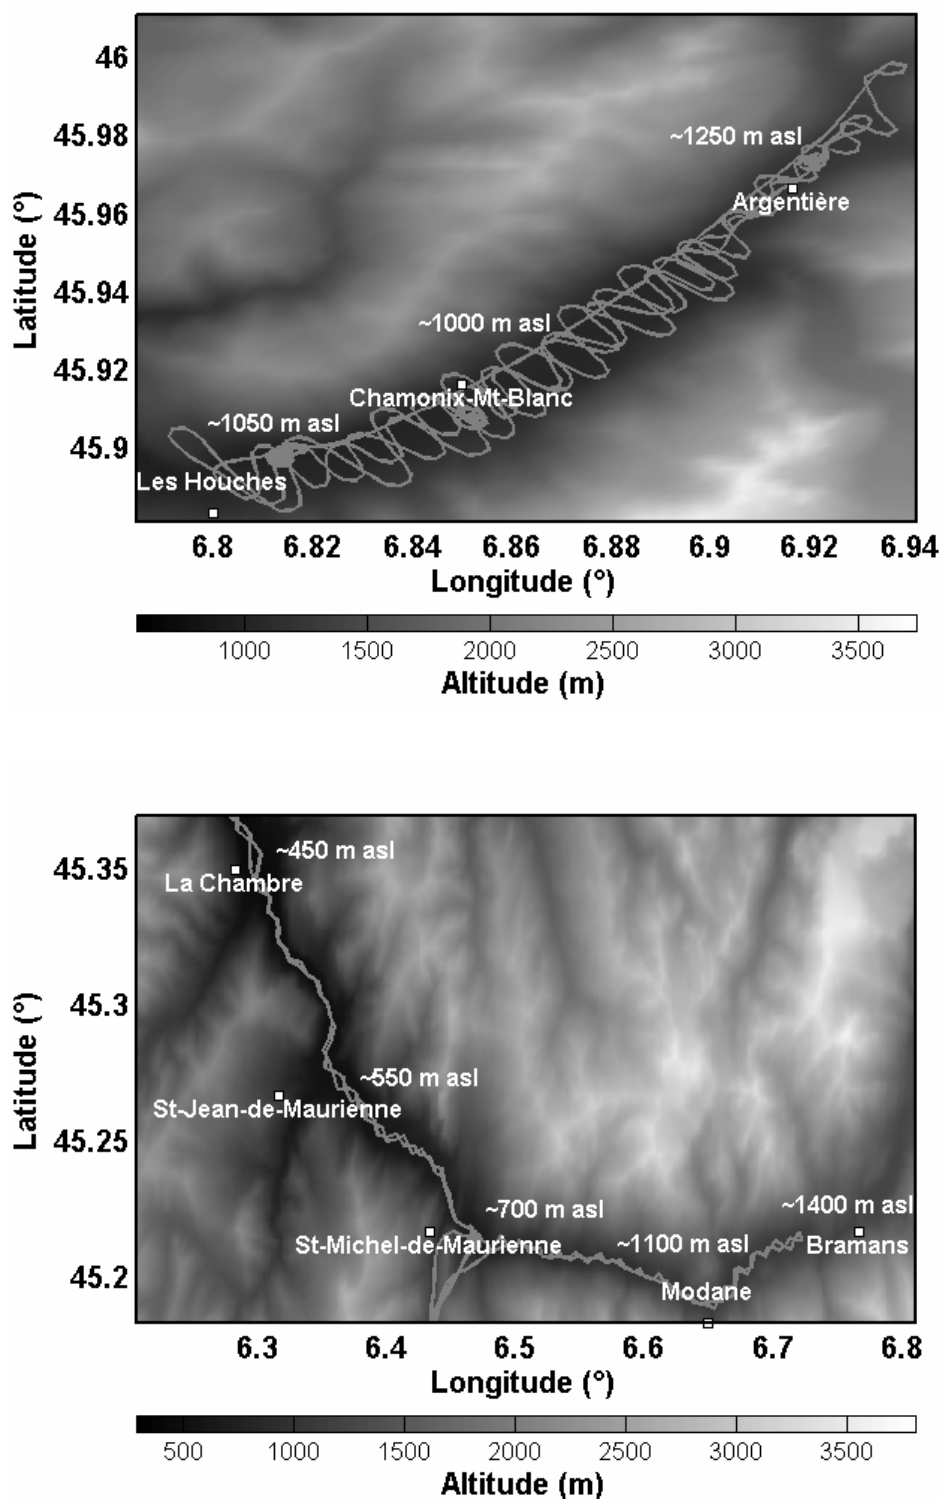 46
45.98
45.96
45.94
45.92
45.9
Latitude (°)
~1250 m asl
Argentière
~1000 m asl
Chamonix-Mt-Blanc
~1050 m asl
Les Houches
6.8 6.82 6.84 6.86 6.88 6.9 6.92 6.94
Longitude (°)
1000 1500 2000 2500 3000 3500
Altitude (m)
45.35
45.3
45.25
45.2
Latitude (°)
~450 m asl
La Chambre
~550 m asl
St-Jean-de-Maurienne
~700 m asl
~1400 m asl
St-Michel-de-Maurienne
~1100 m asl
Bramans
Modane
6.3 6.4 6.5 6.6 6.7 6.8
Longitude (°)
500 1000 1500 2000 2500 3000 3500
Altitude (m)